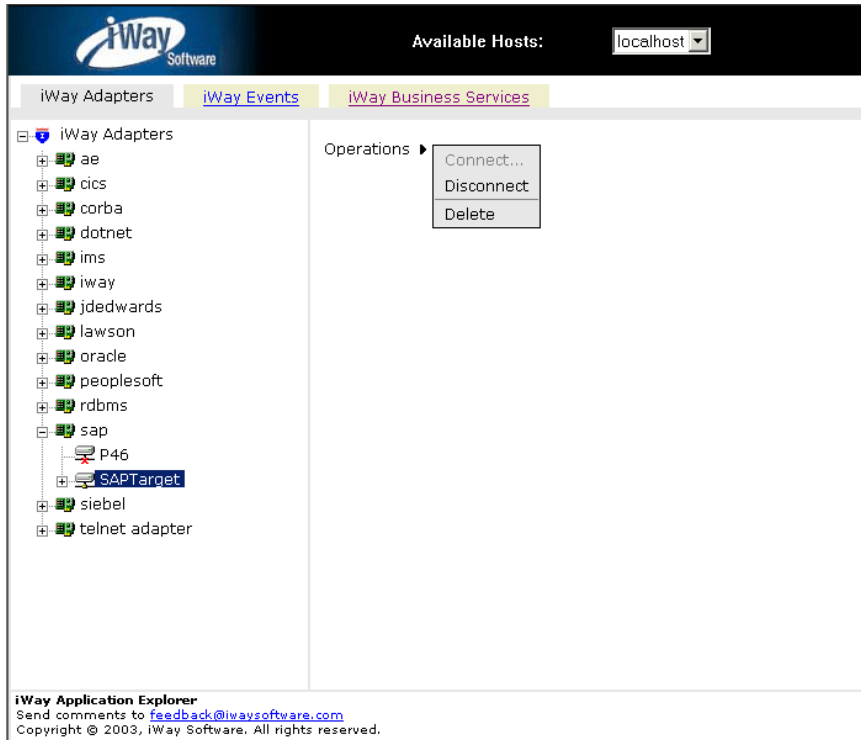 iWay
Software
Available Hosts:
localhost
iWay Adapters
iWay Events
iWay Business Services
iWay Adapters
ae
cics
corba
dotnet
ims
iway
jdedwards
lawson
oracle
peoplesoft
rdbms
sap
P46
SAPTarget
siebel
telnet adapter
Operations
Connect...
Disconnect
Delete
iWay Application Explorer
Send comments to feedback@iwaysoftware.com
Copyright © 2003, iWay Software. All rights reserved.